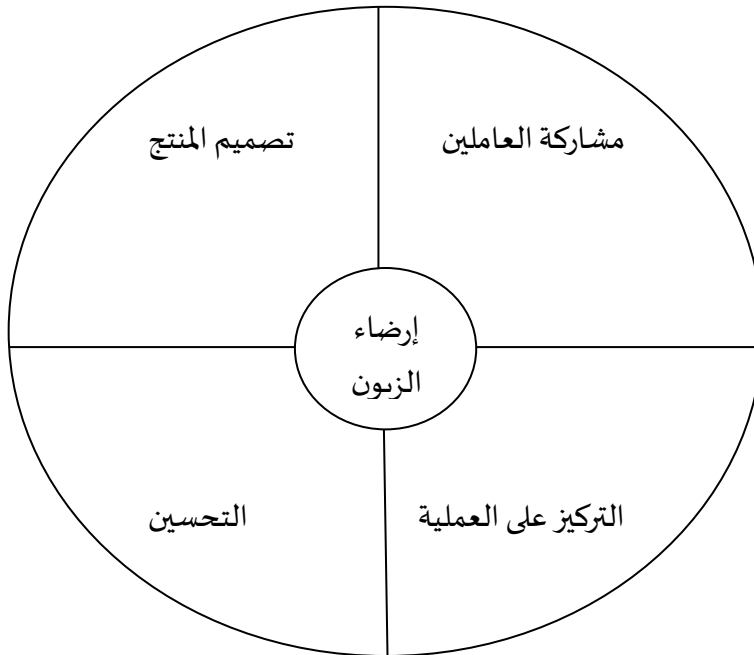 مشاركة العاملين
تصميم المنتج
إرضاء
الزبون
التركيز على العملية
التحسين